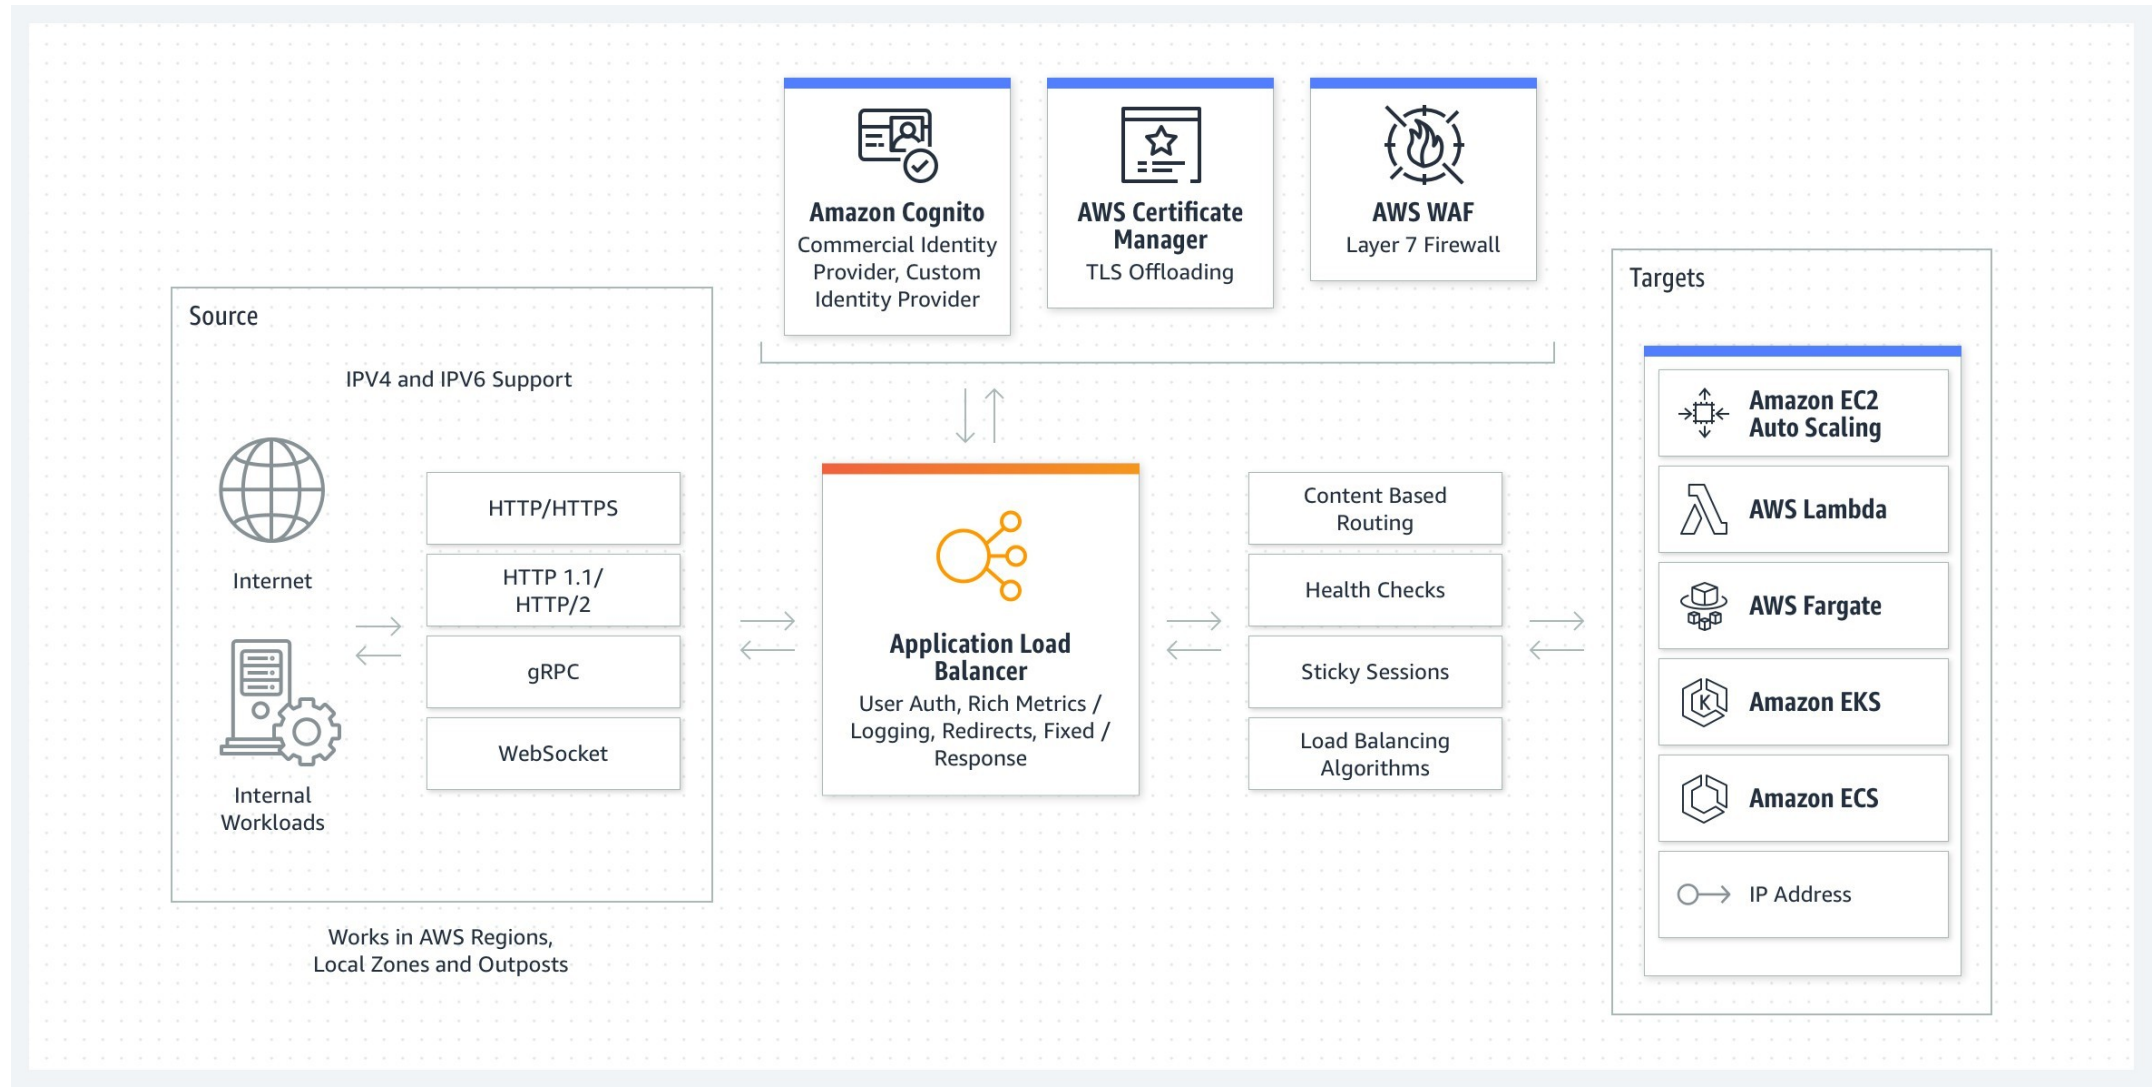 Amazon Cognito
Commercial Identity
Provider, Custom
Identity Provider
AWS Certificate
Manager
TLS Offloading
AWS WAF
Layer 7 Firewall
Source
IPV4 and IPV6 Support
Internet
Internal
Workloads
HTTP/HTTPS
HTTP 1.1/
HTTP/2
gRPC
WebSocket
Works in AWS Regions,
Local Zones and Outposts
Application Load
Balancer
User Auth, Rich Metrics /
Logging, Redirects, Fixed /
Response
Content Based
Routing
Health Checks
Sticky Sessions
Load Balancing
Algorithms
Targets
Amazon EC2
Auto Scaling
AWS Lambda
AWS Fargate
K
Amazon EKS
Amazon ECS
IP Address